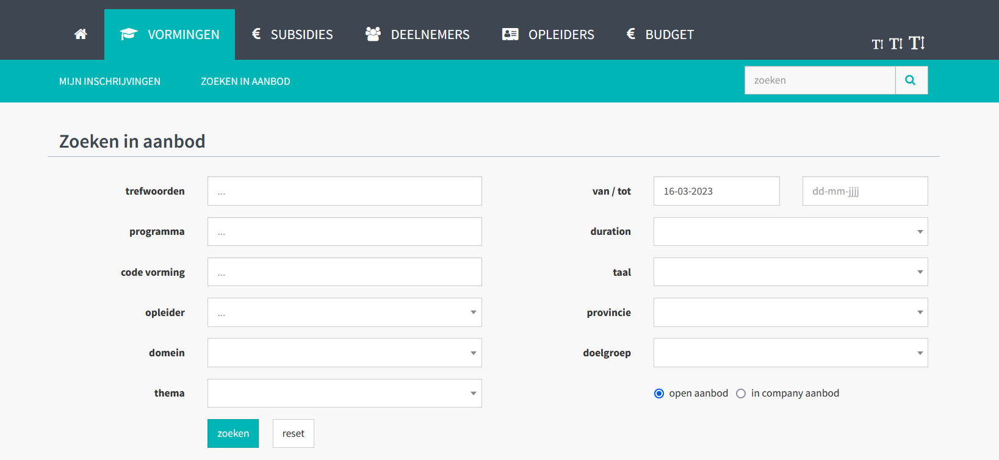 VORMINGEN € SUBSIDIES DEELNEMERS OPLEIDERS € BUDGET
MIJN INSCHRIJVINGEN ZOEKEN IN AANBOD zoeken
Zoeken in aanbod
trefwoorden ... van / tot 16-03-2023 dd-mm-jjjj
programma ... duration
code vorming ... taal
opleider ... provincie
domein doelgroep
thema open aanbod in company aanbod
zoeken reset